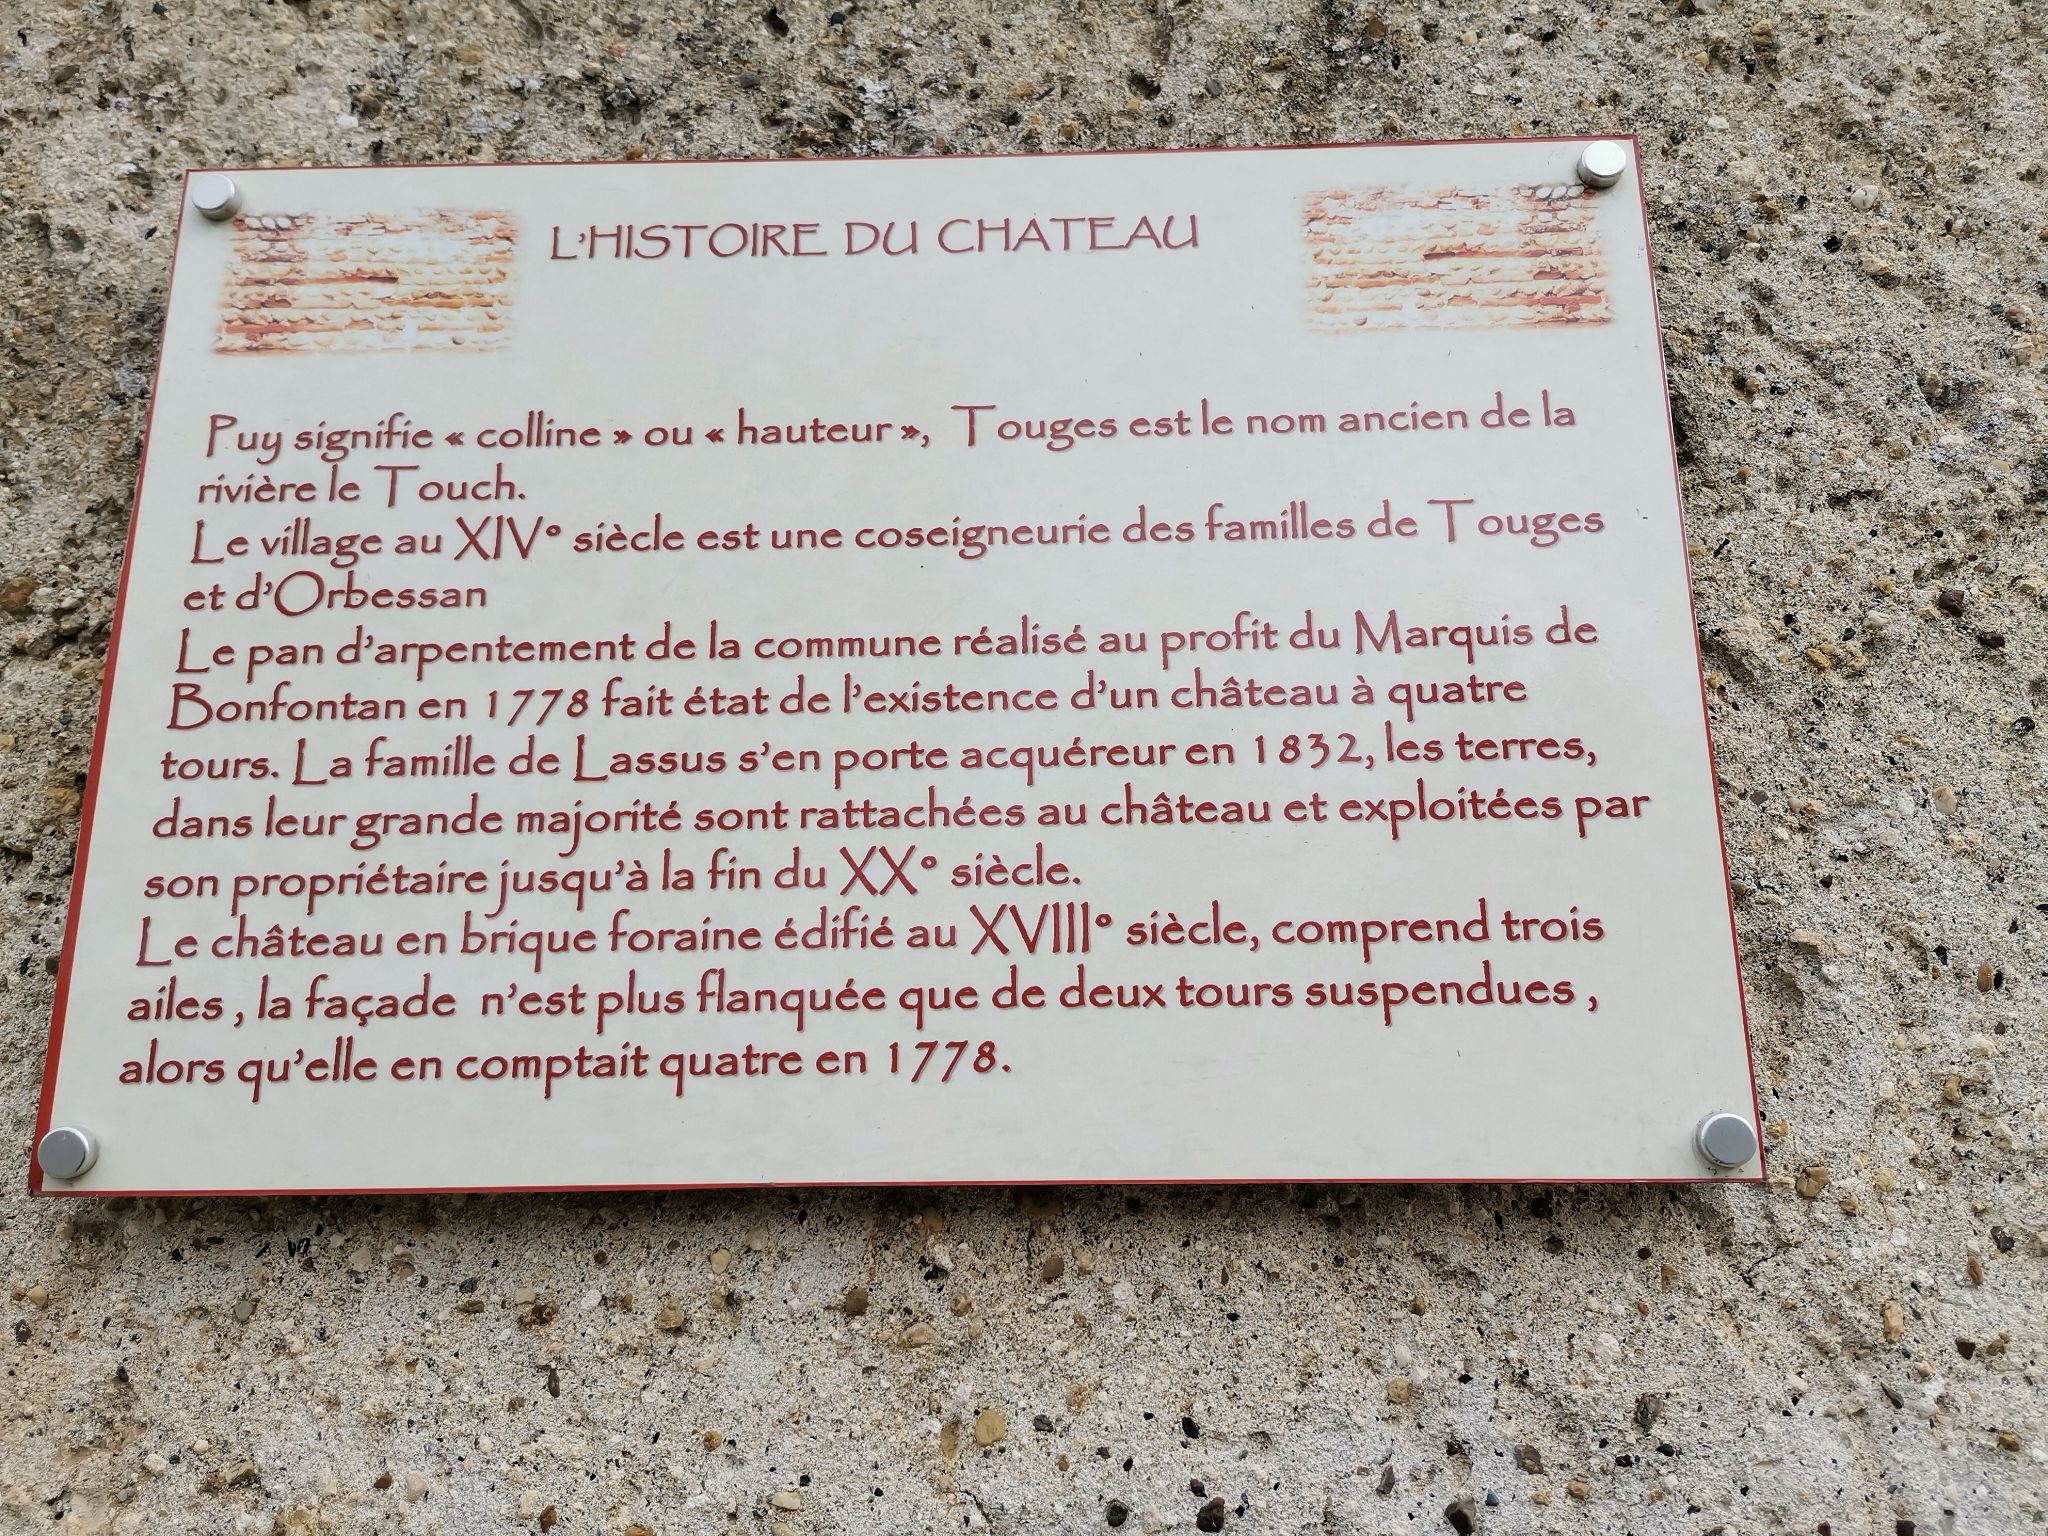 L'HISTOIRE DU CHATEAU
Puy signifie « colline » ou « hauteur », Touges est le nom ancien de la
rivière le Touch.
Le village au XIV° siècle est une coseigneurie des familles de Touges
et d'Orbessan
Le pan d'arpentement de la commune réalisé au profit du Marquis de
Bonfontan en 1778 fait état de l'existence d'un château à quatre
tours. La famille de Lassus s'en porte acquéreur en 1832, les terres,
dans leur grande majorité sont rattachées au château et exploitées par
son propriétaire jusqu'à la fin du XX° siècle.
Le château en brique foraine édifié au XVIII° siècle, comprend trois
ailes , la façade n'est plus flanquée que de deux tours suspendues ,
alors qu'elle en comptait quatre en 1778.